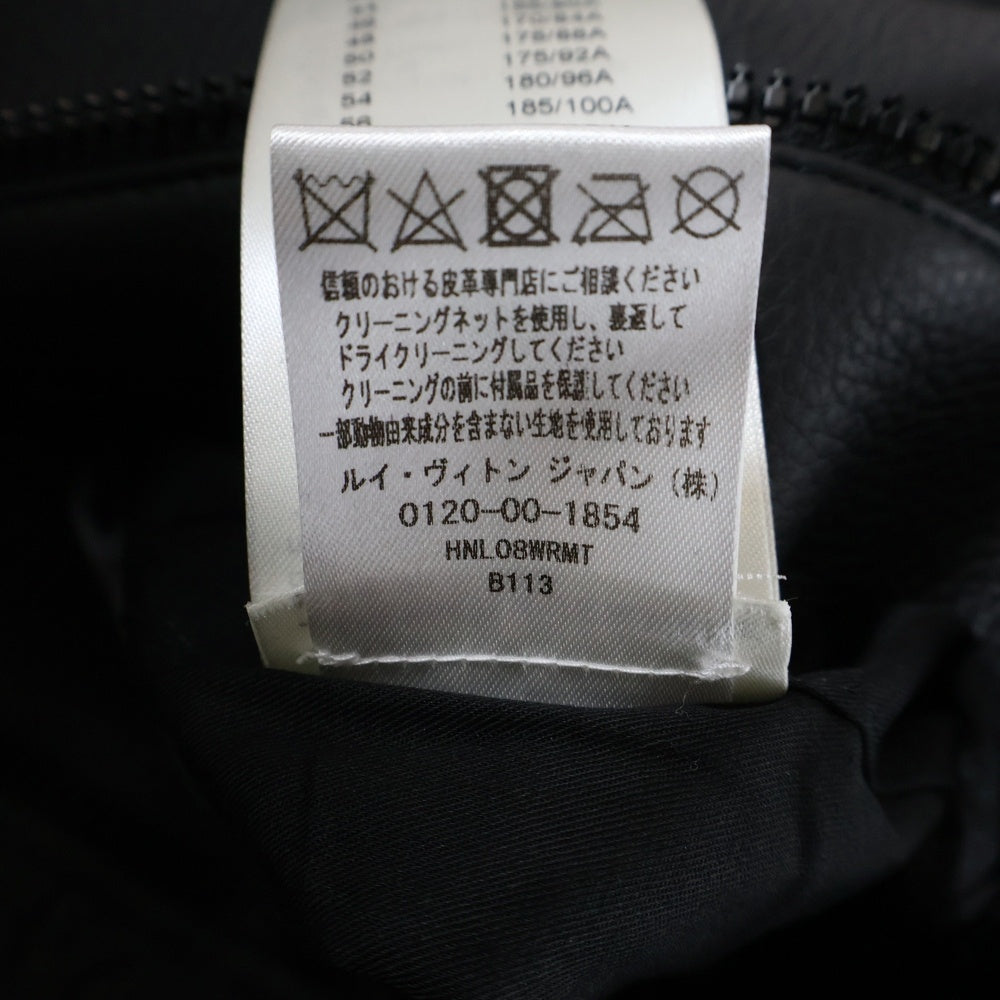 175/92A
52 180/96A
54 185/100A
信頼のおける皮革専門店にご相談ください
クリーニングネットを使用し、裏返して
ドライクリーニングしてください
クリーニングの前に付属品を保護してください
一部動物由来成分を含まない生地を使用しております
ルイ・ヴィトン ジャパン (株)
0120-00-1854
HNL08WRMT
B113